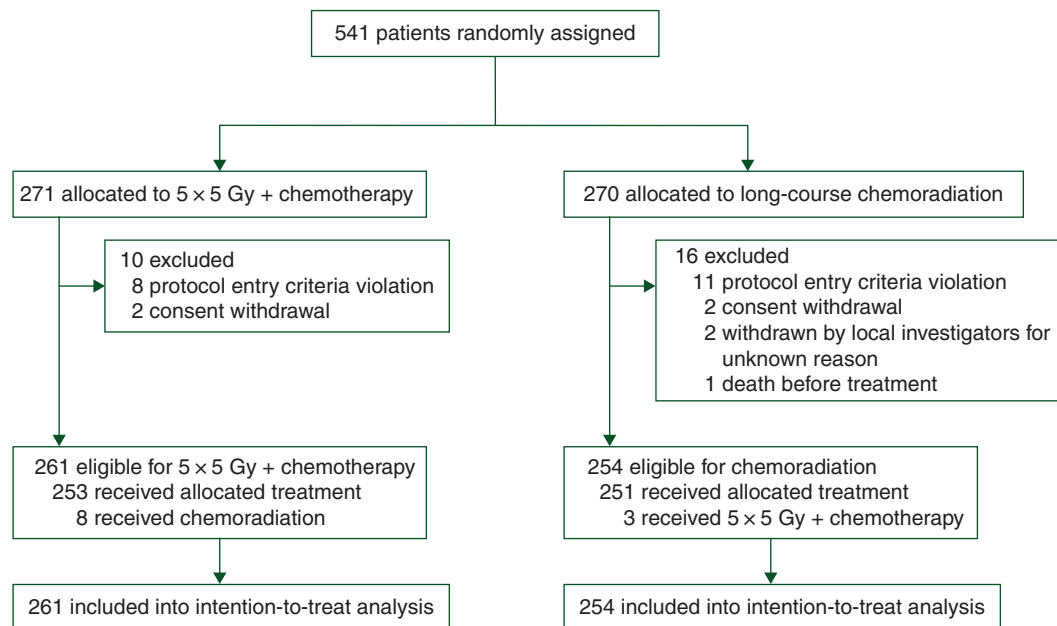 541 patients randomly assigned
271 allocated to 5 × 5 Gy + chemotherapy
270 allocated to long-course chemoradiation
10 excluded
8 protocol entry criteria violation
2 consent withdrawal
16 excluded
11 protocol entry criteria violation
2 consent withdrawal
2 withdrawn by local investigators for
unknown reason
1 death before treatment
261 eligible for 5 × 5 Gy + chemotherapy
253 received allocated treatment
8 received chemoradiation
254 eligible for chemoradiation
251 received allocated treatment
3 received 5 × 5 Gy + chemotherapy
261 included into intention-to-treat analysis
254 included into intention-to-treat analysis